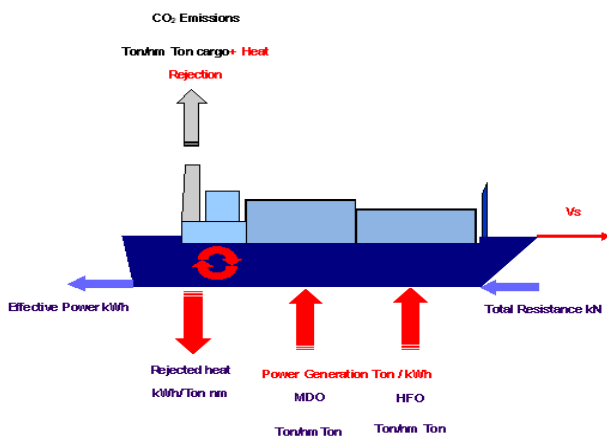 CO₂ Emissions
Ton/nm Ton cargo+ Heat
Rejection
Vs
Effective Power kWh
Total Resistance kN
Rejected heat
kWh/Ton nm
Power Generation Ton / kWh
MDO
HFO
Ton/nm Ton
Ton/nm Ton